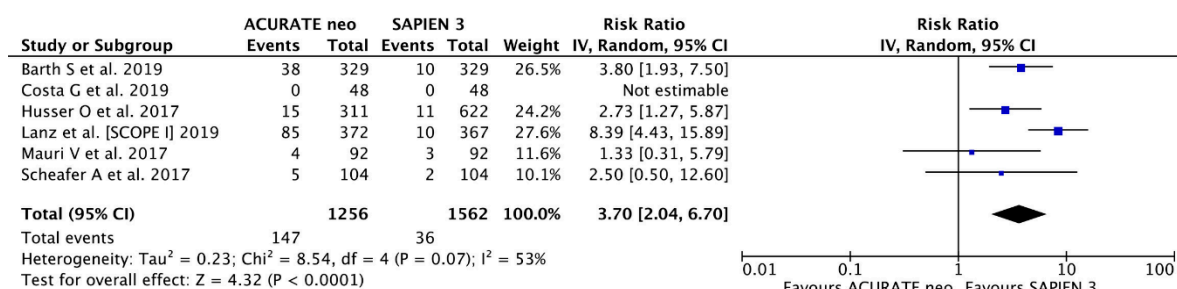 ACURATE neo SAPIEN 3 Risk Ratio Risk Ratio
Study or Subgroup Events Total Events Total Weight IV, Random, 95% CI IV, Random, 95% CI
Barth S et al. 2019 38 329 10 329 26.5% 3.80 [1.93, 7.50]
Costa G et al. 2019 0 48 0 48 Not estimable
Husser O et al. 2017 15 311 11 622 24.2% 2.73 [1.27, 5.87]
Lanz et al. [SCOPE I] 2019 85 372 10 367 27.6% 8.39 [4.43, 15.89]
Mauri V et al. 2017 4 92 3 92 11.6% 1.33 [0.31, 5.79]
Scheafer A et al. 2017 5 104 2 104 10.1% 2.50 [0.50, 12.60]
Total (95% CI) 1256 1562 100.0% 3.70 [2.04, 6.70]
Total events 147 36
Heterogeneity: Tau² = 0.23; Chi² = 8.54, df = 4 (P = 0.07); I² = 53%
Test for overall effect: Z = 4.32 (P < 0.0001)
0.01 0.1 1 10 100
Favours ACURATE neo Favours SAPIEN 3